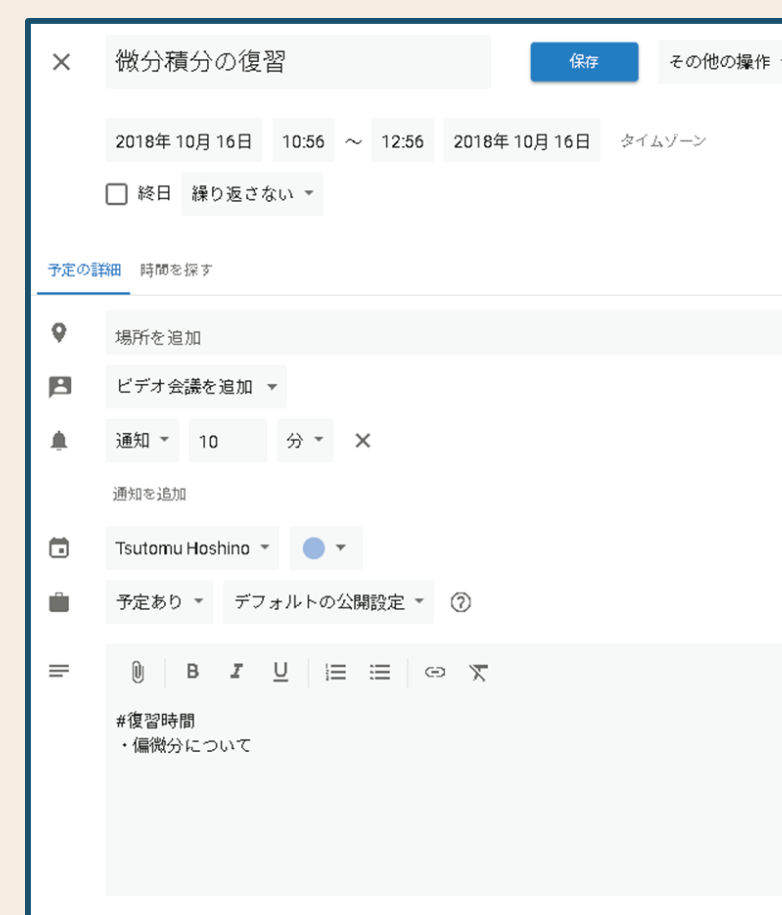 微分積分の復習 保存 その他の操作
2018年 10月 16日 10:56 ～ 12:56 2018年 10月 16日 タイムゾーン
終日 繰り返さない
予定の詳細 時間を探す
場所を追加
ビデオ会議を追加
通知 10 分
通知を追加
Tsutomu Hoshino
予定あり デフォルトの公開設定
B I U
#復習時間
・偏微分について